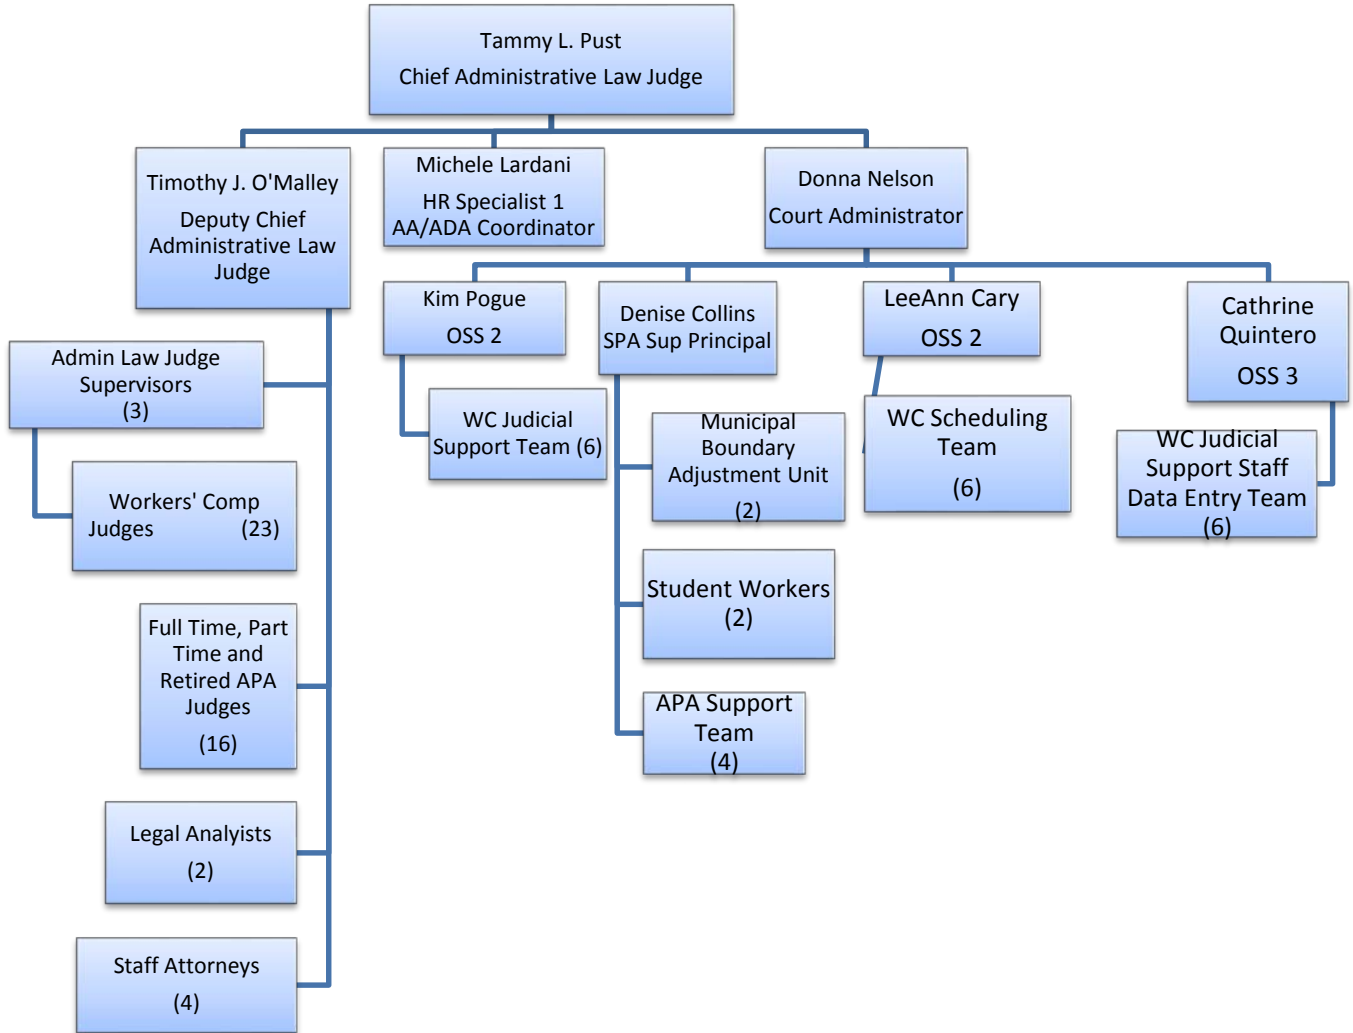 Tammy L. Pust
Chief Administrative Law Judge
Timothy J. O'Malley
Deputy Chief
Administrative Law
Judge
Michele Lardani
HR Specialist 1
AA/ADA Coordinator
Donna Nelson
Court Administrator
Kim Pogue
OSS 2
Denise Collins
SPA Sup Principal
LeeAnn Cary
OSS 2
Cathrine
Quintero
OSS 3
Admin Law Judge
Supervisors
(3)
WC Judicial
Support Team (6)
Municipal
Boundary
Adjustment Unit
(2)
WC Scheduling
Team
(6)
WC Judicial
Support Staff
Data Entry Team
(6)
Workers' Comp
Judges (23)
Student Workers
(2)
Full Time, Part
Time and
Retired APA
Judges
(16)
APA Support
Team
(4)
Legal Analyists
(2)
Staff Attorneys
(4)